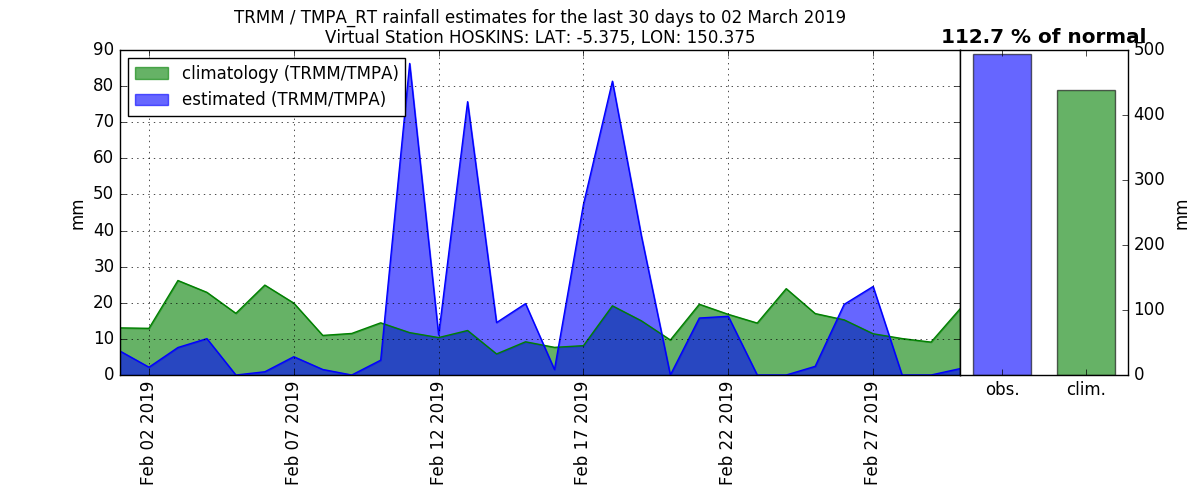 TRMM / TMPA_RT rainfall estimates for the last 30 days to 02 March 2019
Virtual Station HOSKINS: LAT: -5.375, LON: 150.375
112.7 % of normal
climatology (TRMM/TMPA)
estimated (TRMM/TMPA)
90
80
70
60
50
40
30
20
10
0
mm
Feb 02 2019
Feb 07 2019
Feb 12 2019
Feb 17 2019
Feb 22 2019
Feb 27 2019
obs.
clim.
500
400
300
200
100
0
mm